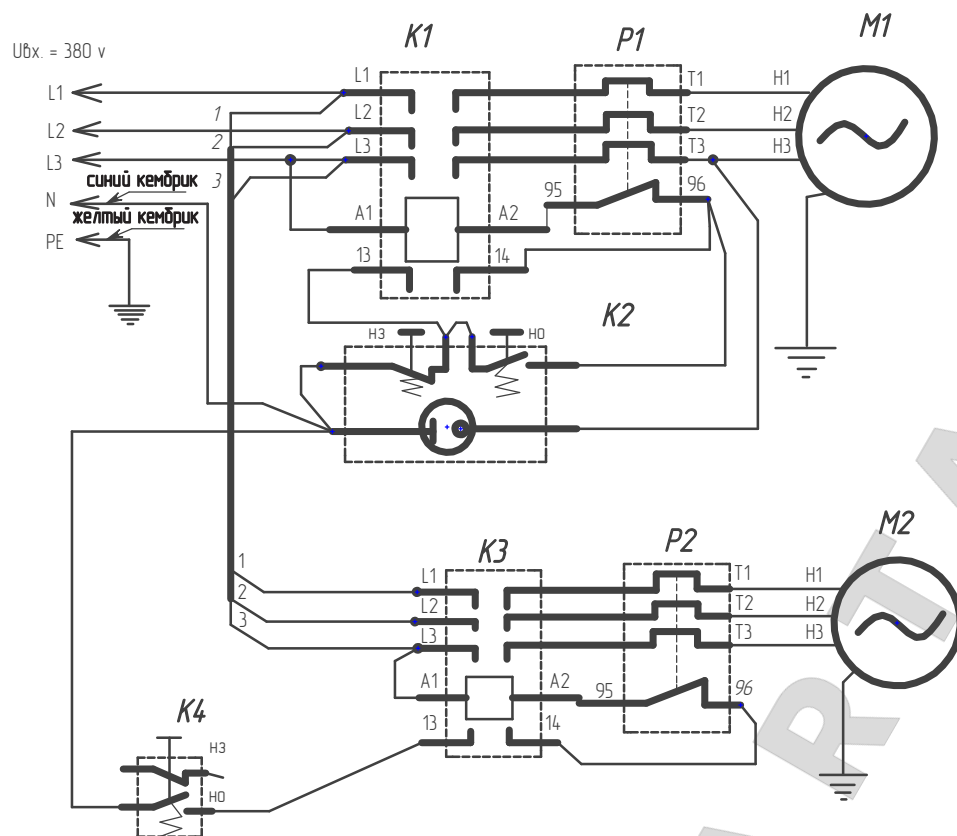 K1
P1
M1
Uвх. = 380 v
L1
T1
H1
L1
1
L2
T2
H2
L2
2
L3
T3
H3
L3
3
синий кембрик
N
желтый кембрик
PE
A1
A2
95
96
13
14
K2
НЗ
НО
M2
K3
P2
1
L1
T1
H1
2
L2
T2
H2
3
L3
T3
H3
A1
A2
95
96
13
14
K4
НЗ
НО